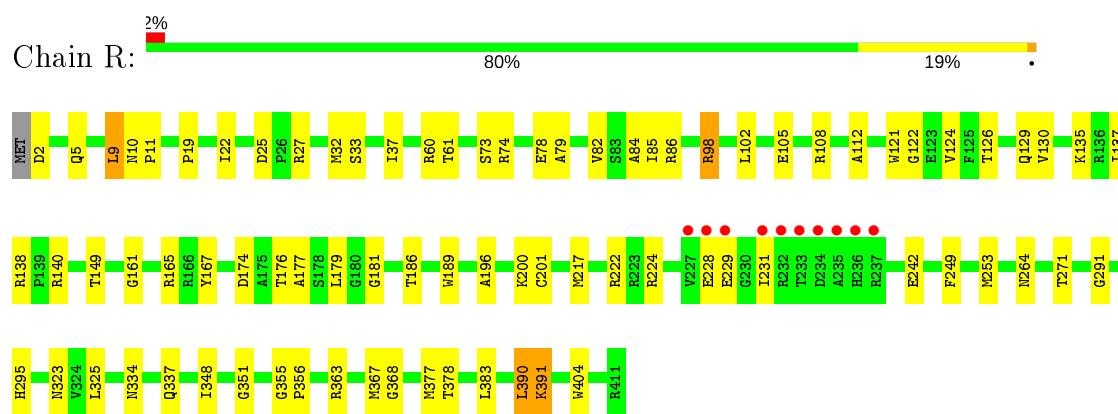 2%
Chain R:
80% 19% •
MET D2 Q5 L9 N10 P11 P19 I22 D25 P26 R27 M32 S33 I37 R60 T61 S73 R74 E78 A79 V82 S83 A84 I85 R86 R98 L102 E105 R108 A112 W121 G122 E123 V124 F125 T126 Q129 V130 K135 R136 I137
R138 P139 R140 T149 G161 R165 R166 Y167 D174 A175 T176 A177 S178 L179 G180 G181 T186 W189 A196 K200 C201 M217 R222 R223 R224 V227 E228 E229 G230 I231 R232 T233 D234 A235 H236 R237 E242 F249 M253 N264 T271 G291
H295 N323 V324 L325 N334 Q337 I348 G351 G355 P356 R363 M367 G368 M377 T378 L383 L390 K391 W404 R411